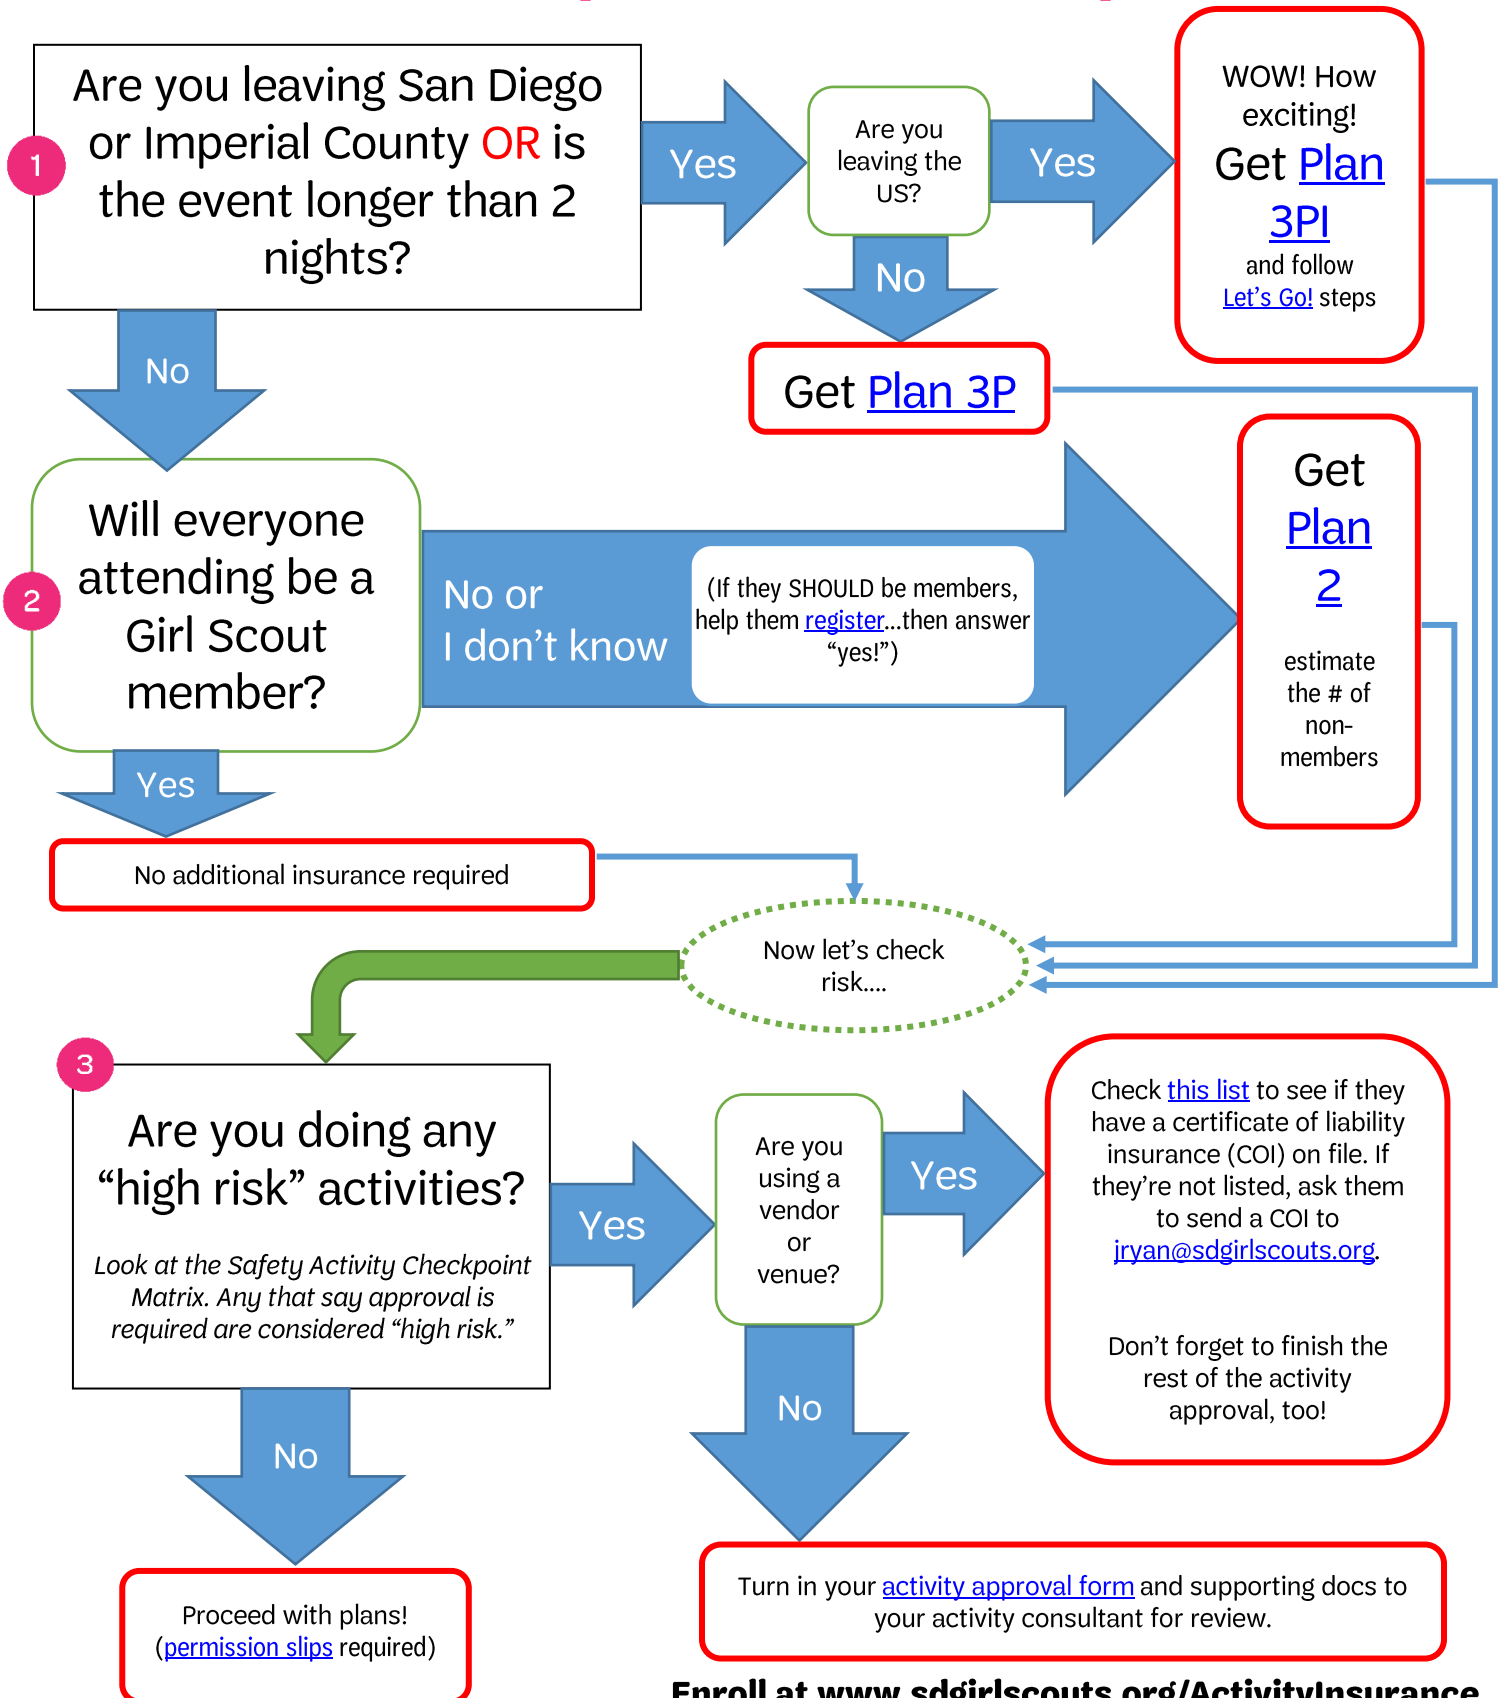 1
Are you leaving San Diego
or Imperial County OR is
the event longer than 2
nights?
Yes
Are you
leaving the
US?
Yes
WOW! How
exciting!
Get Plan
3PI
and follow
Let's Go! steps
No
No
Get Plan 3P
2
Will everyone
attending be a
Girl Scout
member?
No or
I don't know
(If they SHOULD be members,
help them register...then answer
“yes!”)
Get
Plan
2
estimate
the # of
non-
members
Yes
No additional insurance required
Now let's check
risk....
3
Are you doing any
“high risk” activities?
Look at the Safety Activity Checkpoint
Matrix. Any that say approval is
required are considered “high risk.”
Yes
Are you
using a
vendor
or
venue?
Yes
Check this list to see if they
have a certificate of liability
insurance (COI) on file. If
they're not listed, ask them
to send a COI to
jryan@sdgirlscouts.org.
Don't forget to finish the
rest of the activity
approval, too!
No
No
Proceed with plans!
(permission slips required)
Turn in your activity approval form and supporting docs to
your activity consultant for review.
Enroll at www.sdgirlscouts.org/ActivityInsurance